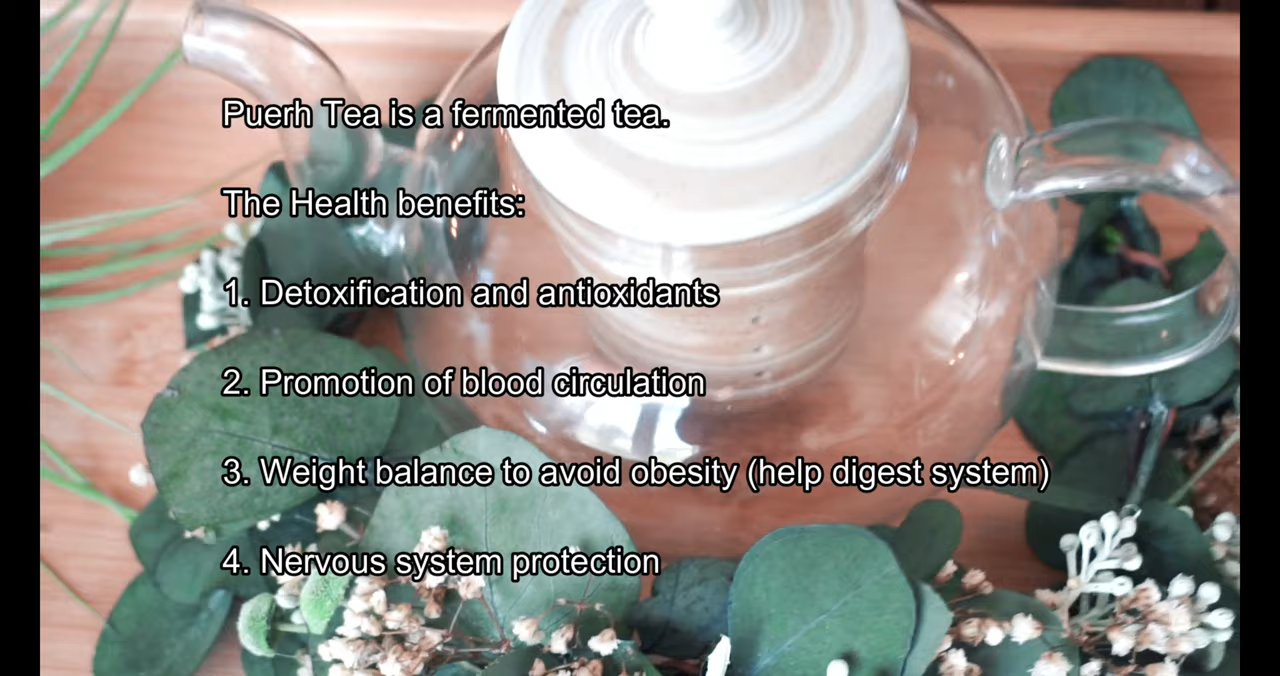 Puerh Tea is a fermented tea.
The Health benefits:
1. Detoxification and antioxidants
2. Promotion of blood circulation
3. Weight balance to avoid obesity (help digest system)
4. Nervous system protection